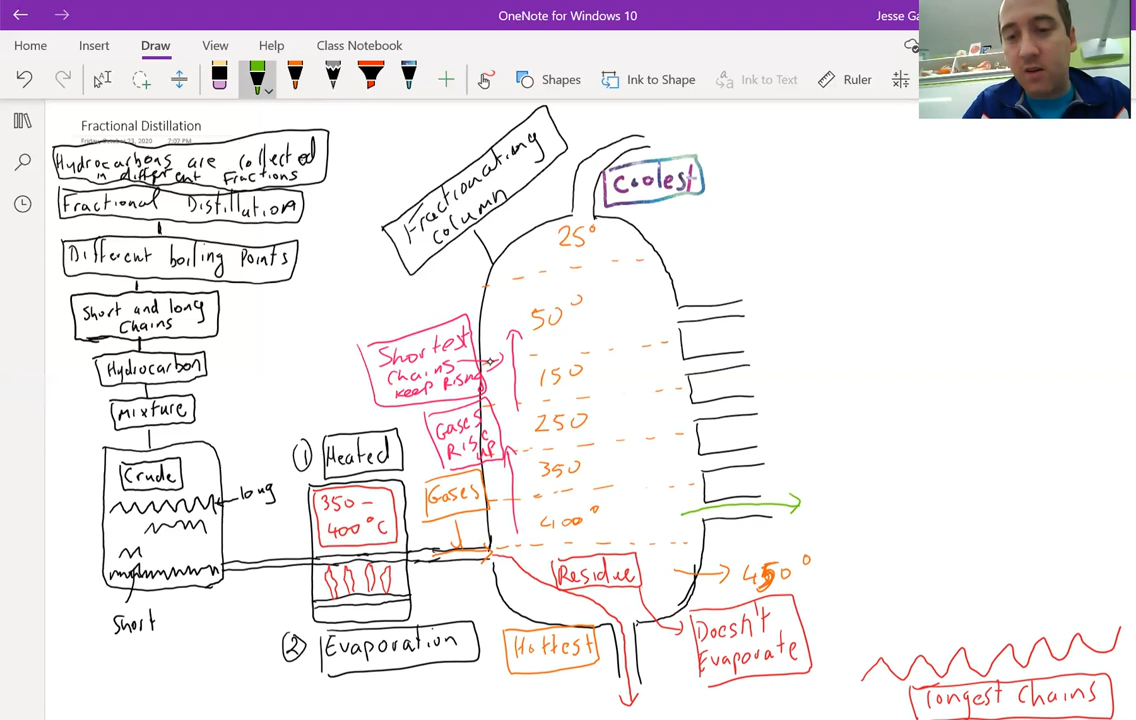 OneNote for Windows 10
Jesse Ga
Home Insert Draw View Help Class Notebook
Shapes Ink to Shape Ink to Text Ruler
Fractional Distillation
7:07 PM
Hydrocarbons are collected
in different Fractions
Fractional Distillation
Different boiling Points
Short and long
Chains
Hydrocarbon
Mixture
Crude
long
Short
① Heated
350 -
400°C
② Evaporation
Fractionating
column
Coolest
25°
50°
150
250
350
400°
450°
Shortest
Chains
Keep Rising
Gases
Rise
up
Gases
Residue
Hottest
Doesn't
Evaporate
longest Chains